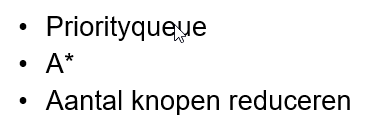 • Priorityqueue
• A*
• Aantal knopen reduceren